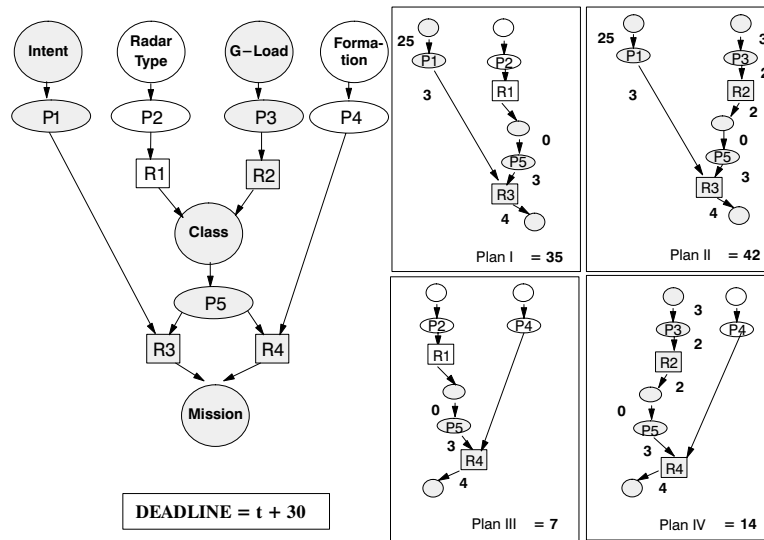 Intent
Radar
Type
G−Load
Forma-
tion
P1
P2
P3
P4
R1
R2
Class
P5
R3
R4
Mission
DEADLINE = t + 30
25
P1
P2
3
R1
0
P5
3
R3
4
Plan I = 35
25
3
P1
P3
2
3
R2
2
0
P5
3
R3
4
Plan II = 42
P2
P4
R1
0
P5
3
R4
4
Plan III = 7
3
P3
P4
2
R2
2
0
P5
3
R4
4
Plan IV = 14